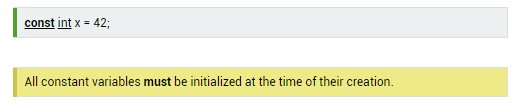 const int x = 42;
All constant variables must be initialized at the time of their creation.